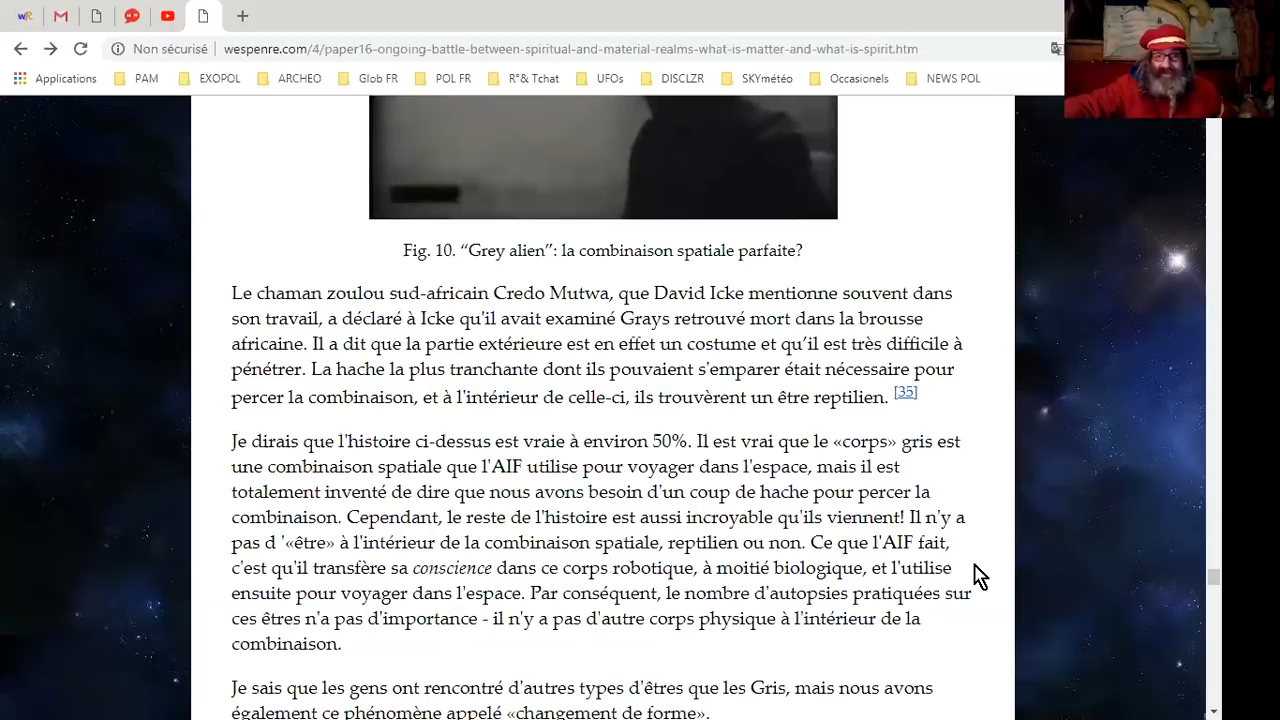 Non sécurisé
wespenre.com/4/paper16-ongoing-battle-between-spiritual-and-material-realms-what-is-matter-and-what-is-spirit.htm
Applications PAM EXOPOL ARCHEO Glob FR POL FR R°& Tchat UFOs DISCLZR SKYmétéo Occasionels NEWS POL
Fig. 10. “Grey alien”: la combinaison spatiale parfaite?
Le chaman zoulou sud-africain Credo Mutwa, que David Icke mentionne souvent dans
son travail, a déclaré à Icke qu'il avait examiné Grays retrouvé mort dans la brousse
africaine. Il a dit que la partie extérieure est en effet un costume et qu’il est très difficile à
pénétrer. La hache la plus tranchante dont ils pouvaient s'emparer était nécessaire pour
percer la combinaison, et à l'intérieur de celle-ci, ils trouvèrent un être reptilien. [35]
Je dirais que l'histoire ci-dessus est vraie à environ 50%. Il est vrai que le «corps» gris est
une combinaison spatiale que l'AIF utilise pour voyager dans l'espace, mais il est
totalement inventé de dire que nous avons besoin d'un coup de hache pour percer la
combinaison. Cependant, le reste de l'histoire est aussi incroyable qu'ils viennent! Il n'y a
pas d '«être» à l'intérieur de la combinaison spatiale, reptilien ou non. Ce que l'AIF fait,
c'est qu'il transfère sa conscience dans ce corps robotique, à moitié biologique, et l'utilise
ensuite pour voyager dans l'espace. Par conséquent, le nombre d'autopsies pratiquées sur
ces êtres n'a pas d'importance - il n'y a pas d'autre corps physique à l'intérieur de la
combinaison.
Je sais que les gens ont rencontré d'autres types d'êtres que les Gris, mais nous avons
également ce phénomène appelé «changement de forme».